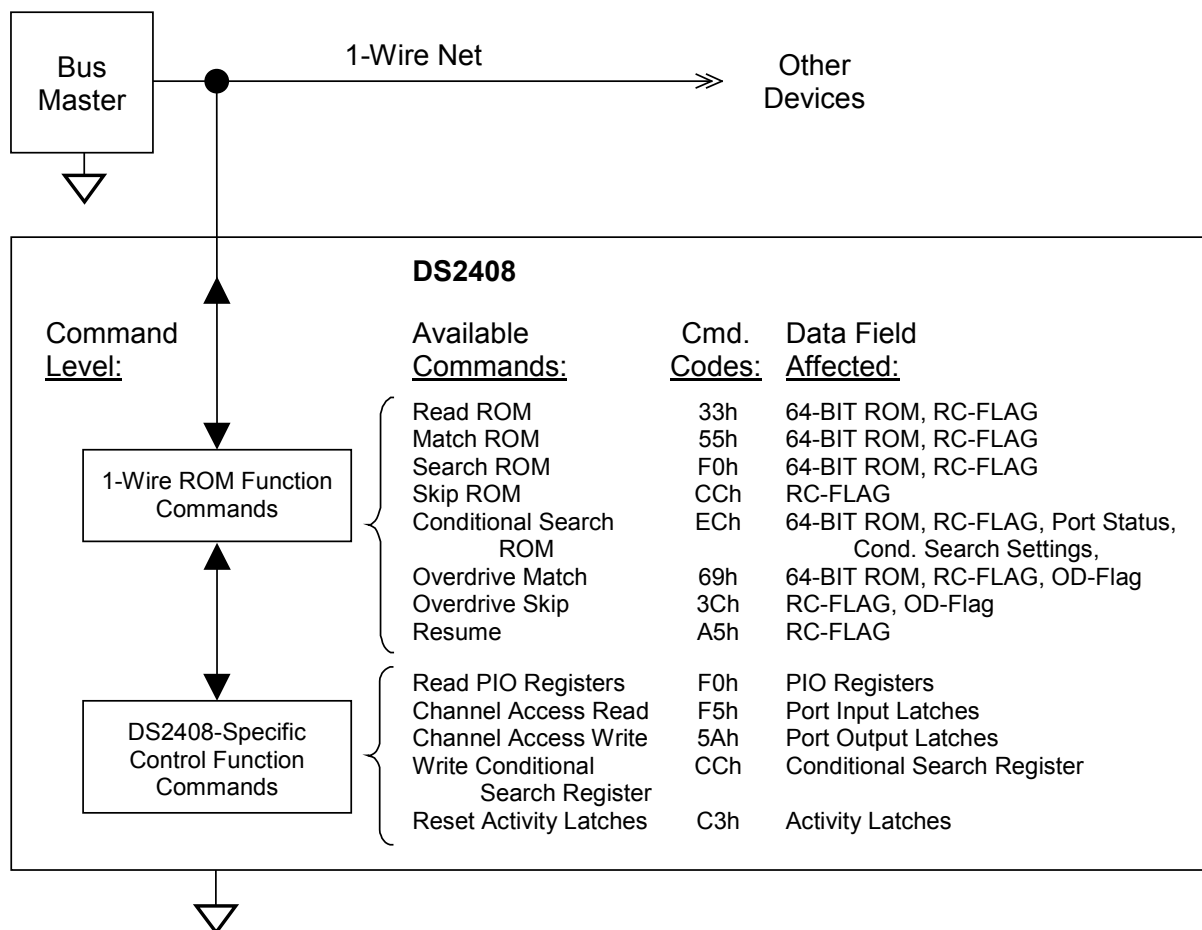 Bus
Master
1-Wire Net
Other
Devices
DS2408
Command
Level:
Available
Commands:
Cmd.
Codes:
Data Field
Affected:
1-Wire ROM Function
Commands
Read ROM 33h 64-BIT ROM, RC-FLAG
Match ROM 55h 64-BIT ROM, RC-FLAG
Search ROM F0h 64-BIT ROM, RC-FLAG
Skip ROM CCh RC-FLAG
Conditional Search ECh 64-BIT ROM, RC-FLAG, Port Status,
ROM Cond. Search Settings,
Overdrive Match 69h 64-BIT ROM, RC-FLAG, OD-Flag
Overdrive Skip 3Ch RC-FLAG, OD-Flag
Resume A5h RC-FLAG
DS2408-Specific
Control Function
Commands
Read PIO Registers F0h PIO Registers
Channel Access Read F5h Port Input Latches
Channel Access Write 5Ah Port Output Latches
Write Conditional CCh Conditional Search Register
Search Register
Reset Activity Latches C3h Activity Latches